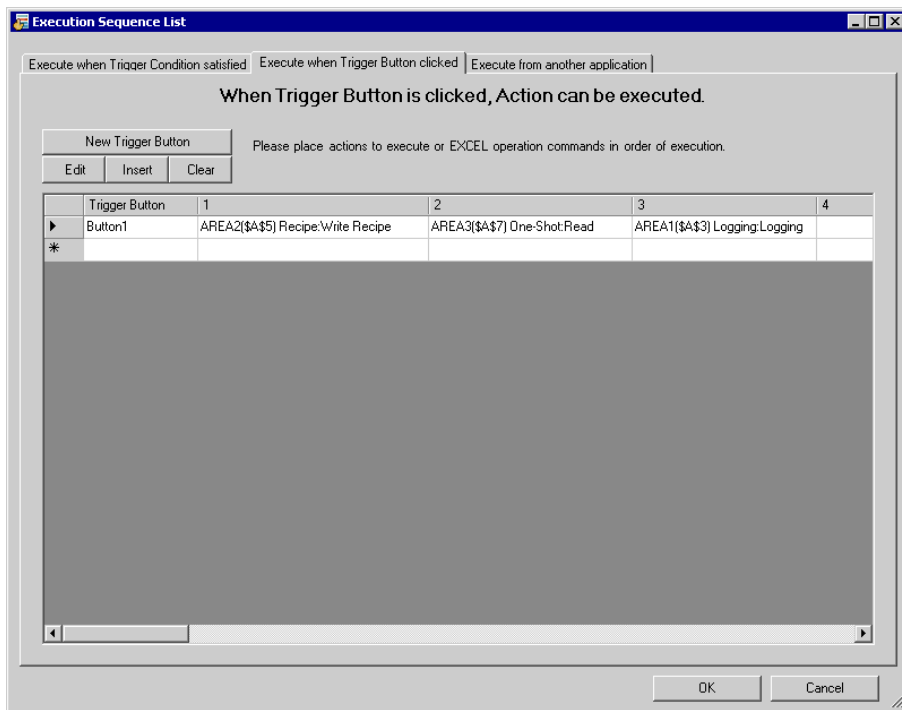 Execution Sequence List
Execute when Trigger Condition satisfied Execute when Trigger Button clicked Execute from another application
When Trigger Button is clicked, Action can be executed.
New Trigger Button
Please place actions to execute or EXCEL operation commands in order of execution.
Edit Insert Clear
Trigger Button 1 2 3 4
Button1 AREA2($A$5) Recipe:Write Recipe AREA3($A$7) One-Shot:Read AREA1($A$3) Logging:Logging
OK Cancel